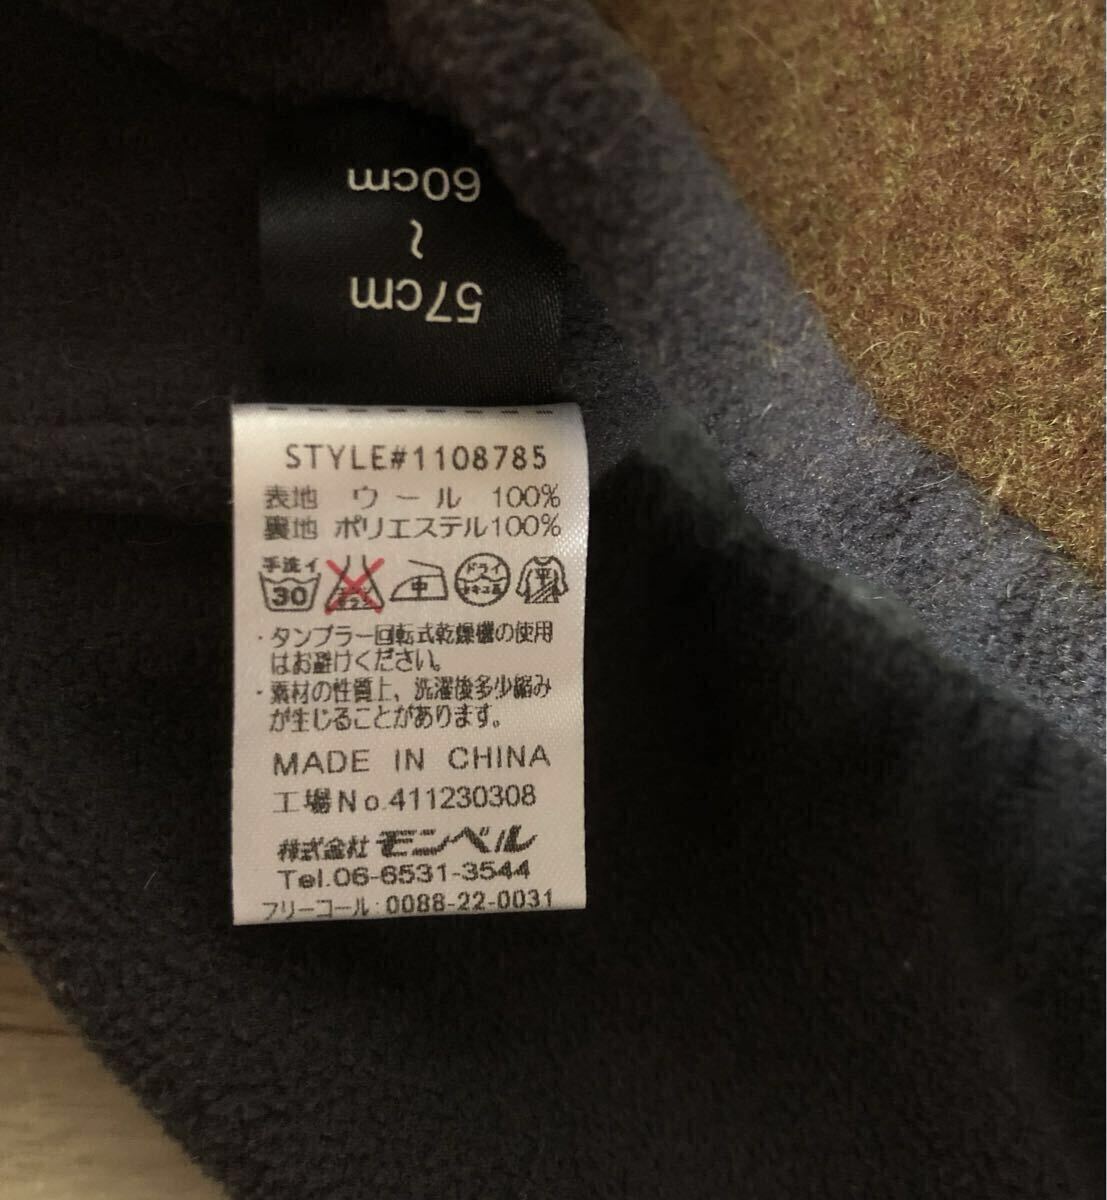 60cm
~
57cm
STYLE#1108785
表地 ウール 100%
裏地 ポリエステル100%
手洗イ
30
中
ドライ
平
・タンブラー回転式乾燥機の使用
はお避けください。
・素材の性質上、洗濯後多少縮み
が生じることがあります。
MADE IN CHINA
工場No.411230308
株式会社 モンベル
Tel.06-6531-3544
フリーコール:0088-22-0031